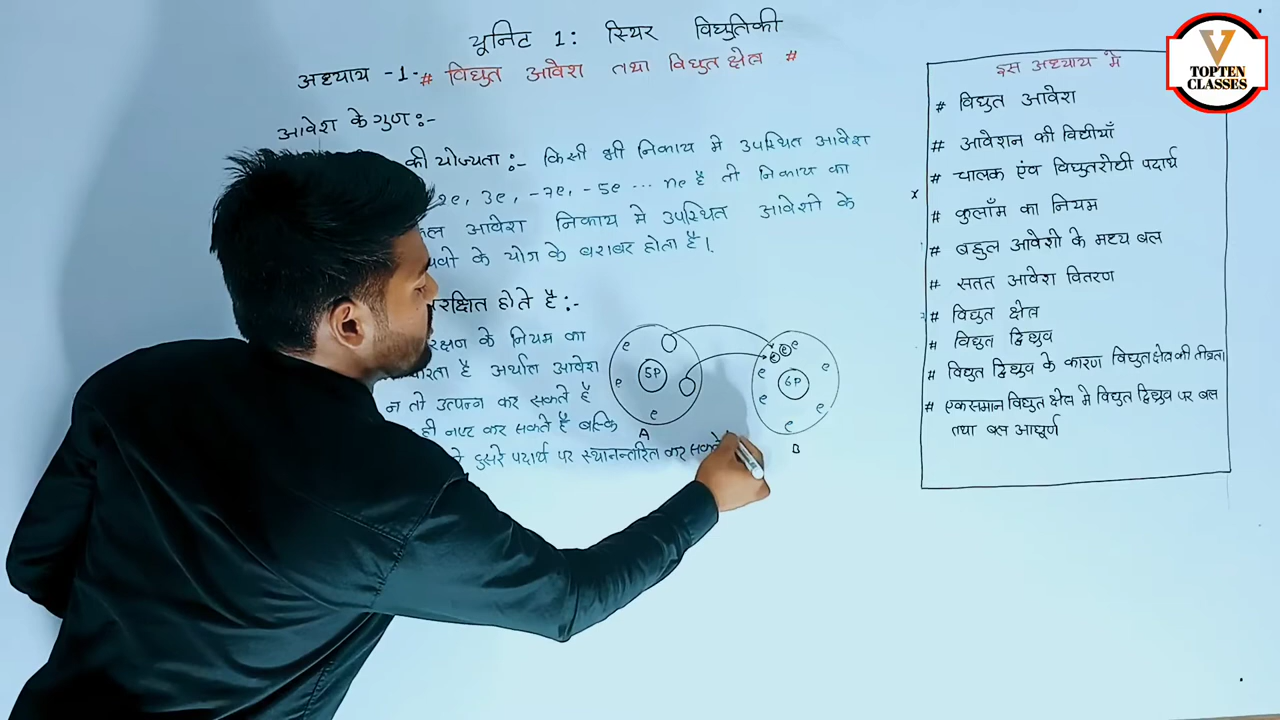 यूनिट 1: स्थिर विद्युतिकी
अध्याय -1- # विद्युत आवेश तथा विद्युत क्षेत्र #
आवेश के गुण :-
की योज्यता :- किसी भी निकाय मे उपस्थित आवेश
2e, 3e, -7e, -5e ... ne है तो निकाय का
आवेश निकाय मे उपस्थित आवेशो के
के योग के बराबर होता है।
होते है :-
के नियम का
है अर्थात आवेश
न तो उत्पन्न कर सकते है
ही नष्ट कर सकते है बल्कि
दुसरे पदार्थ पर स्थानन्तरित कर सकते
e
e
e
5P
A
e
e
e
e
e
e
e
e
6P
B
इस अध्याय मे
# विद्युत आवेश
# आवेशन की विधीयाँ
# चालक एंव विद्युतरोधी पदार्थ
# कुलॉम का नियम
# बहुल आवेशो के मध्य बल
# सतत आवेश वितरण
# विद्युत क्षेत्र
# विद्युत द्विध्रुव
# विद्युत द्विध्रुव के कारण विद्युत क्षेत्र की तीव्रता
# एकसमान विद्युत क्षेत्र मे विद्युत द्विध्रुव पर बल
तथा बल आघूर्ण
V
TOPTEN
CLASSES